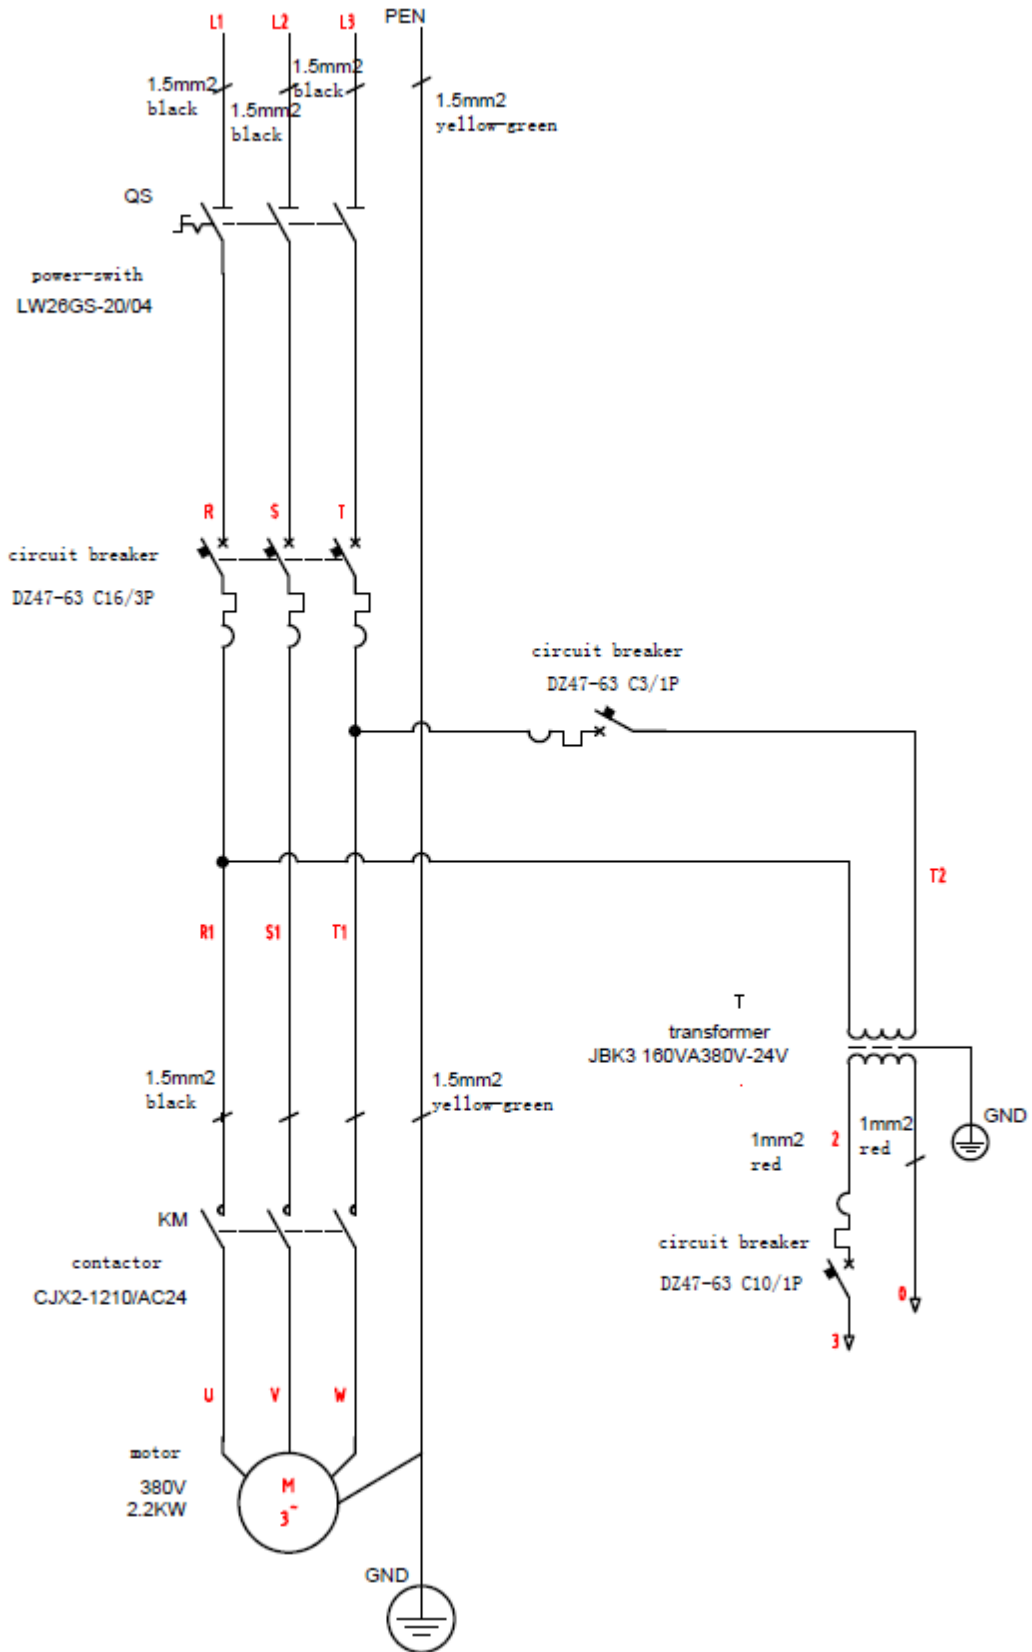 L1
L2
L3
PEN
1.5mm2
black
1.5mm2
black
1.5mm2
black
1.5mm2
yellow-green
QS
power-swith
LW26GS-20/04
R
S
T
circuit breaker
DZ47-63 C16/3P
circuit breaker
DZ47-63 C3/1P
T2
R1
S1
T1
T
transformer
JBK3 160VA380V-24V
1.5mm2
black
1.5mm2
yellow-green
GND
1mm2
red
2
1mm2
red
KM
contactor
CJX2-1210/AC24
circuit breaker
DZ47-63 C10/1P
0
3
U
V
W
motor
380V
2.2KW
M
3~
GND